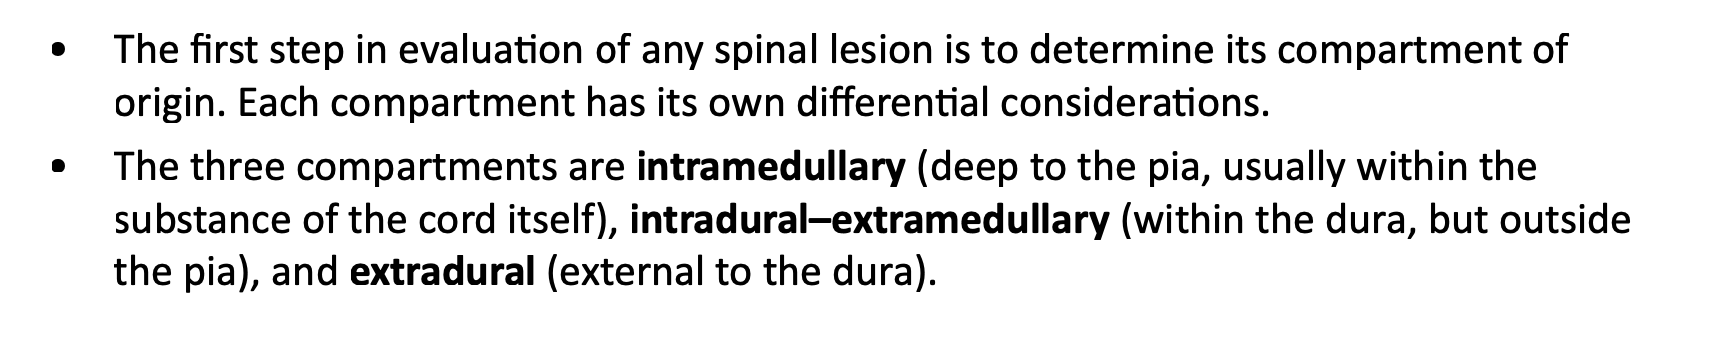 • The first step in evaluation of any spinal lesion is to determine its compartment of
origin. Each compartment has its own differential considerations.
• The three compartments are intramedullary (deep to the pia, usually within the
substance of the cord itself), intradural–extramedullary (within the dura, but outside
the pia), and extradural (external to the dura).